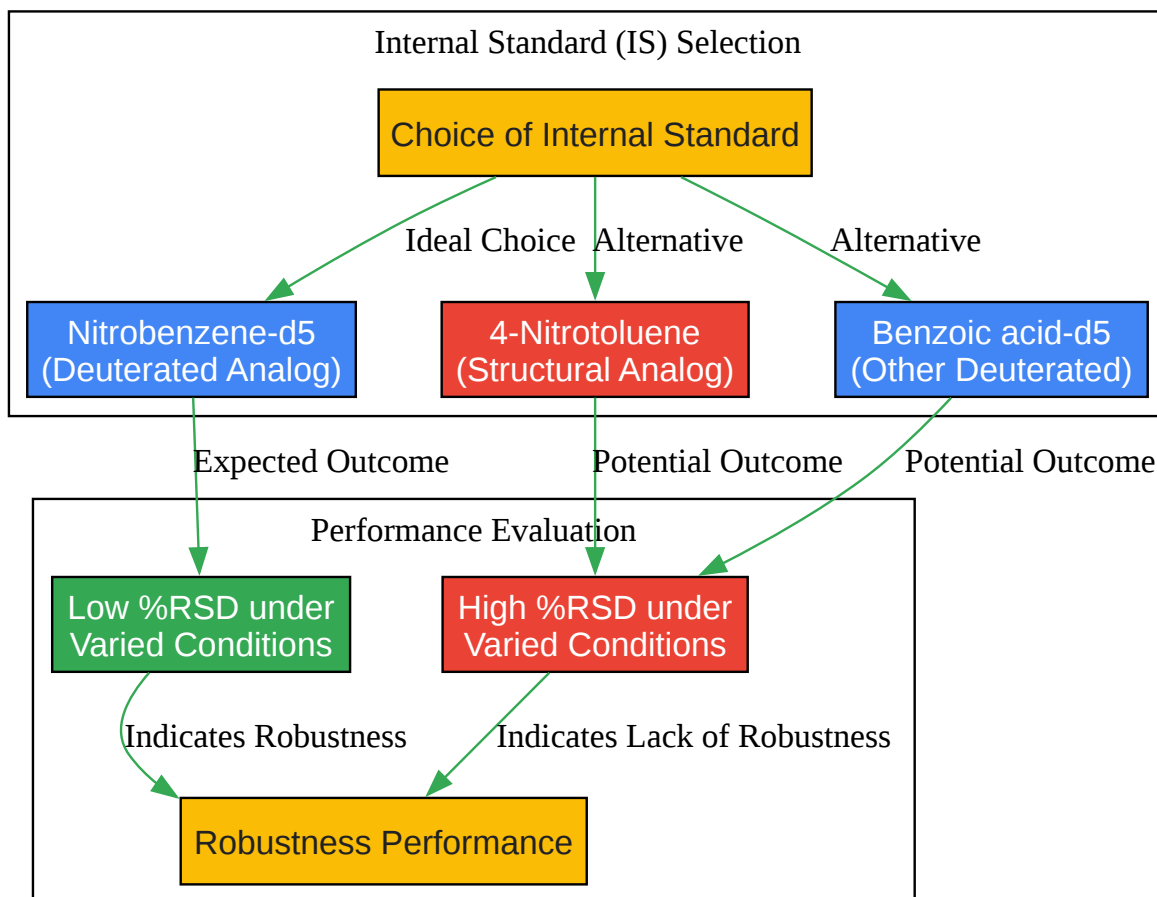 Internal Standard (IS) Selection
Choice of Internal Standard
Ideal Choice
Alternative
Alternative
Nitrobenzene-d5
(Deuterated Analog)
4-Nitrotoluene
(Structural Analog)
Benzoic acid-d5
(Other Deuterated)
Expected Outcome
Potential Outcome
Potential Outcome
Performance Evaluation
Low %RSD under
Varied Conditions
High %RSD under
Varied Conditions
Indicates Robustness
Indicates Lack of Robustness
Robustness Performance